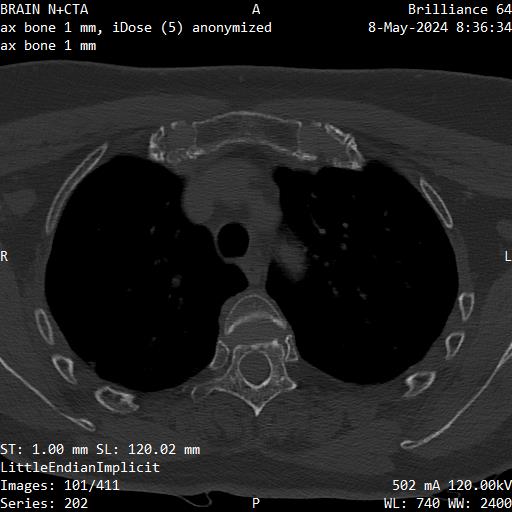 BRAIN N+CTA
A
Brilliance 64
ax bone 1 mm, iDose (5) anonymized
8-May-2024 8:36:34
ax bone 1 mm
R
L
ST: 1.00 mm SL: 120.02 mm
LittleEndianImplicit
Images: 101/411
502 mA 120.00kV
Series: 202
P
WL: 740 WW: 2400